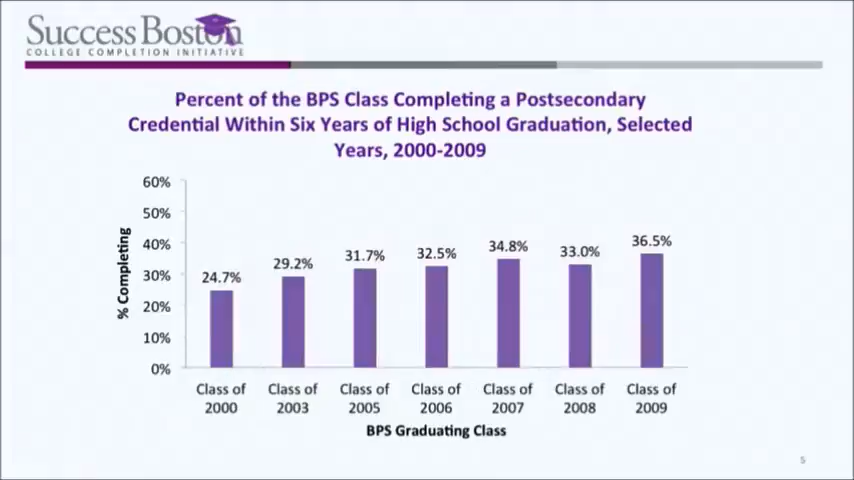 Success Boston
COLLEGE COMPLETION INITIATIVE
Percent of the BPS Class Completing a Postsecondary
Credential Within Six Years of High School Graduation, Selected
Years, 2000-2009
60%
50%
40%
30%
20%
10%
0%
% Completing
24.7%
29.2%
31.7%
32.5%
34.8%
33.0%
36.5%
Class of
2000
Class of
2003
Class of
2005
Class of
2006
Class of
2007
Class of
2008
Class of
2009
BPS Graduating Class
5